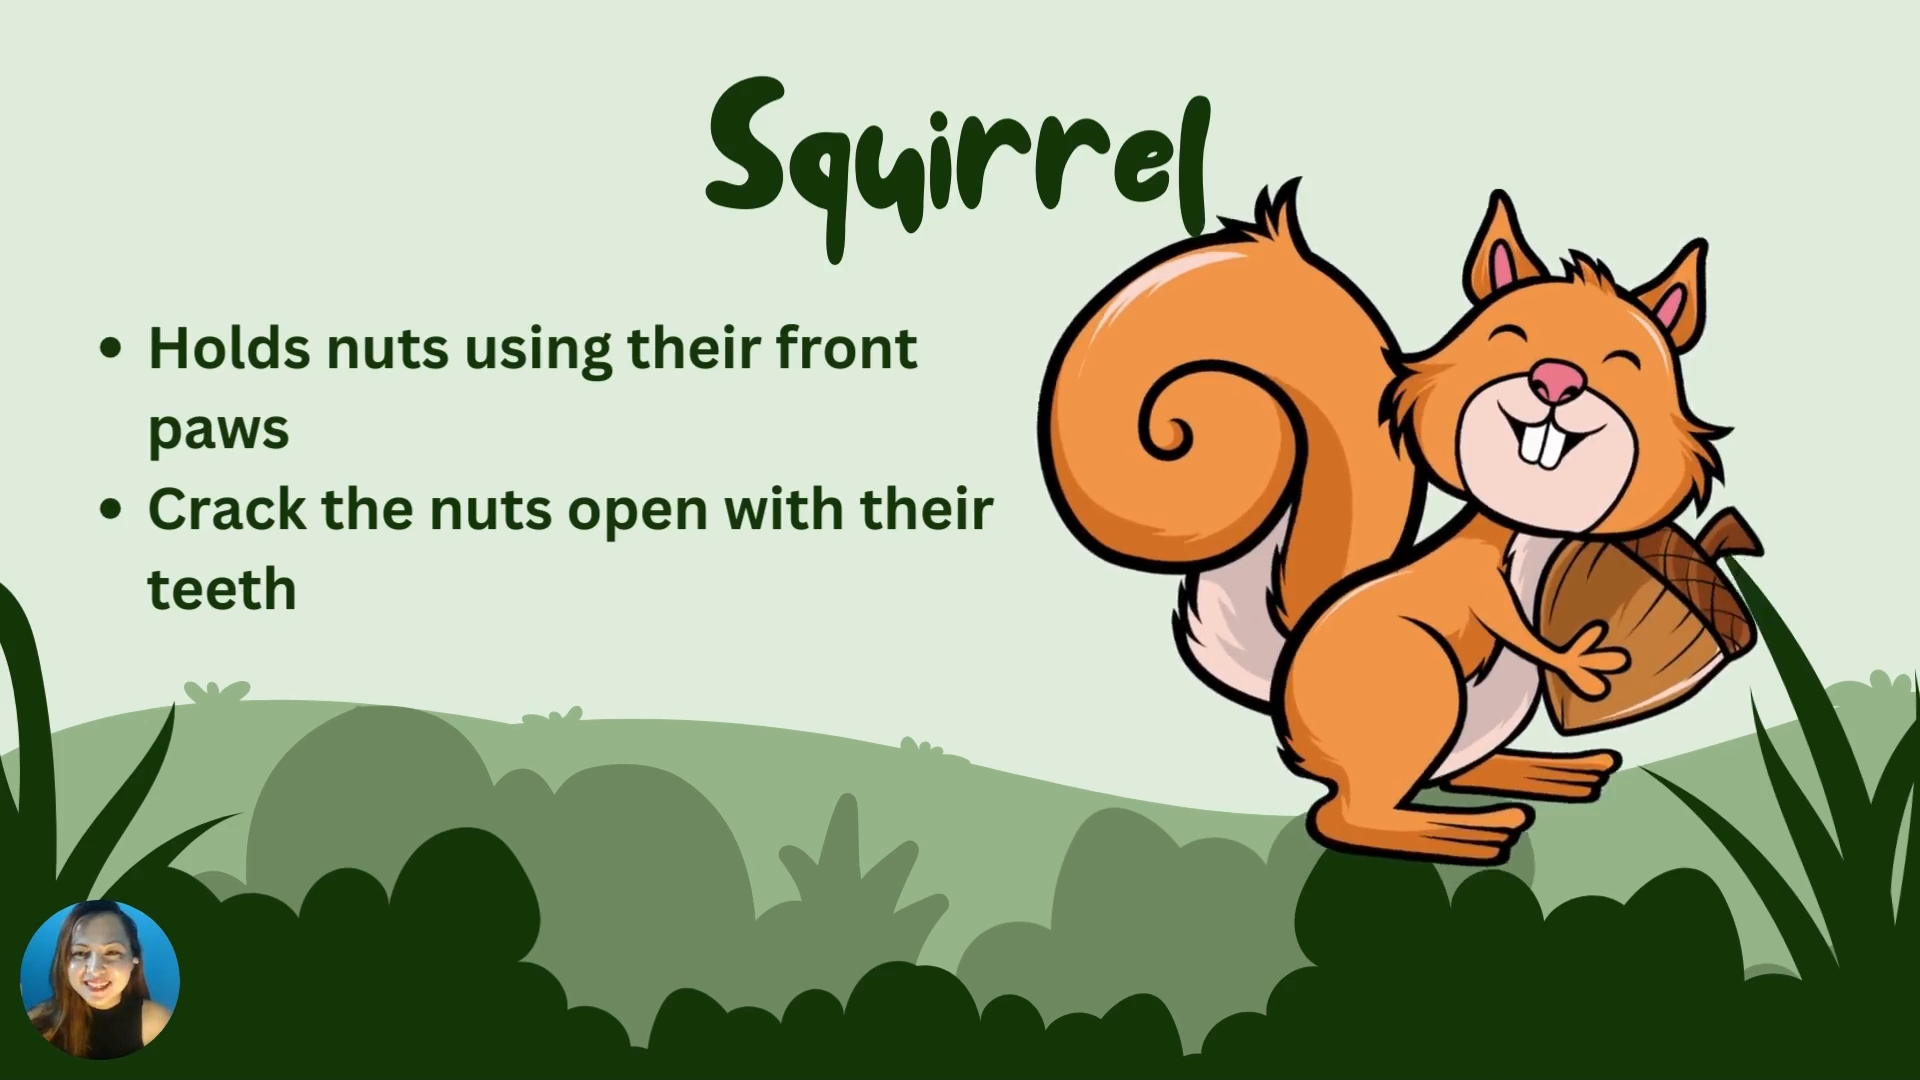 Squirrel
• Holds nuts using their front
paws
• Crack the nuts open with their
teeth